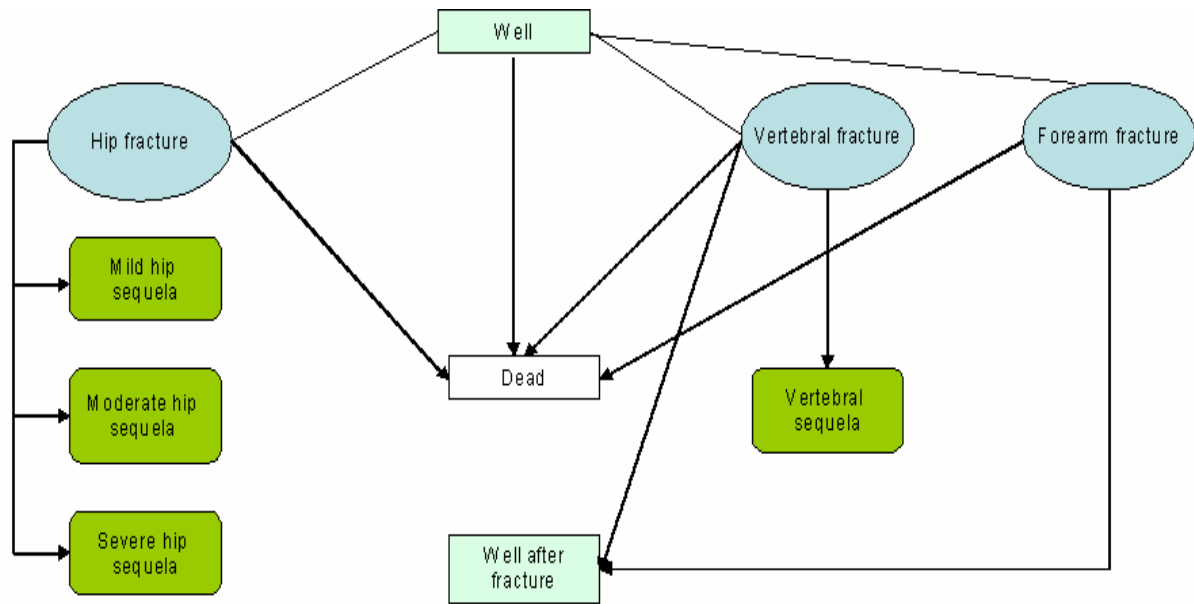 Well
Hip fracture
Vertebral fracture
Forearm fracture
Mild hip
sequela
Dead
Moderate hip
sequela
Vertebral
sequela
Severe hip
sequela
Well after
fracture